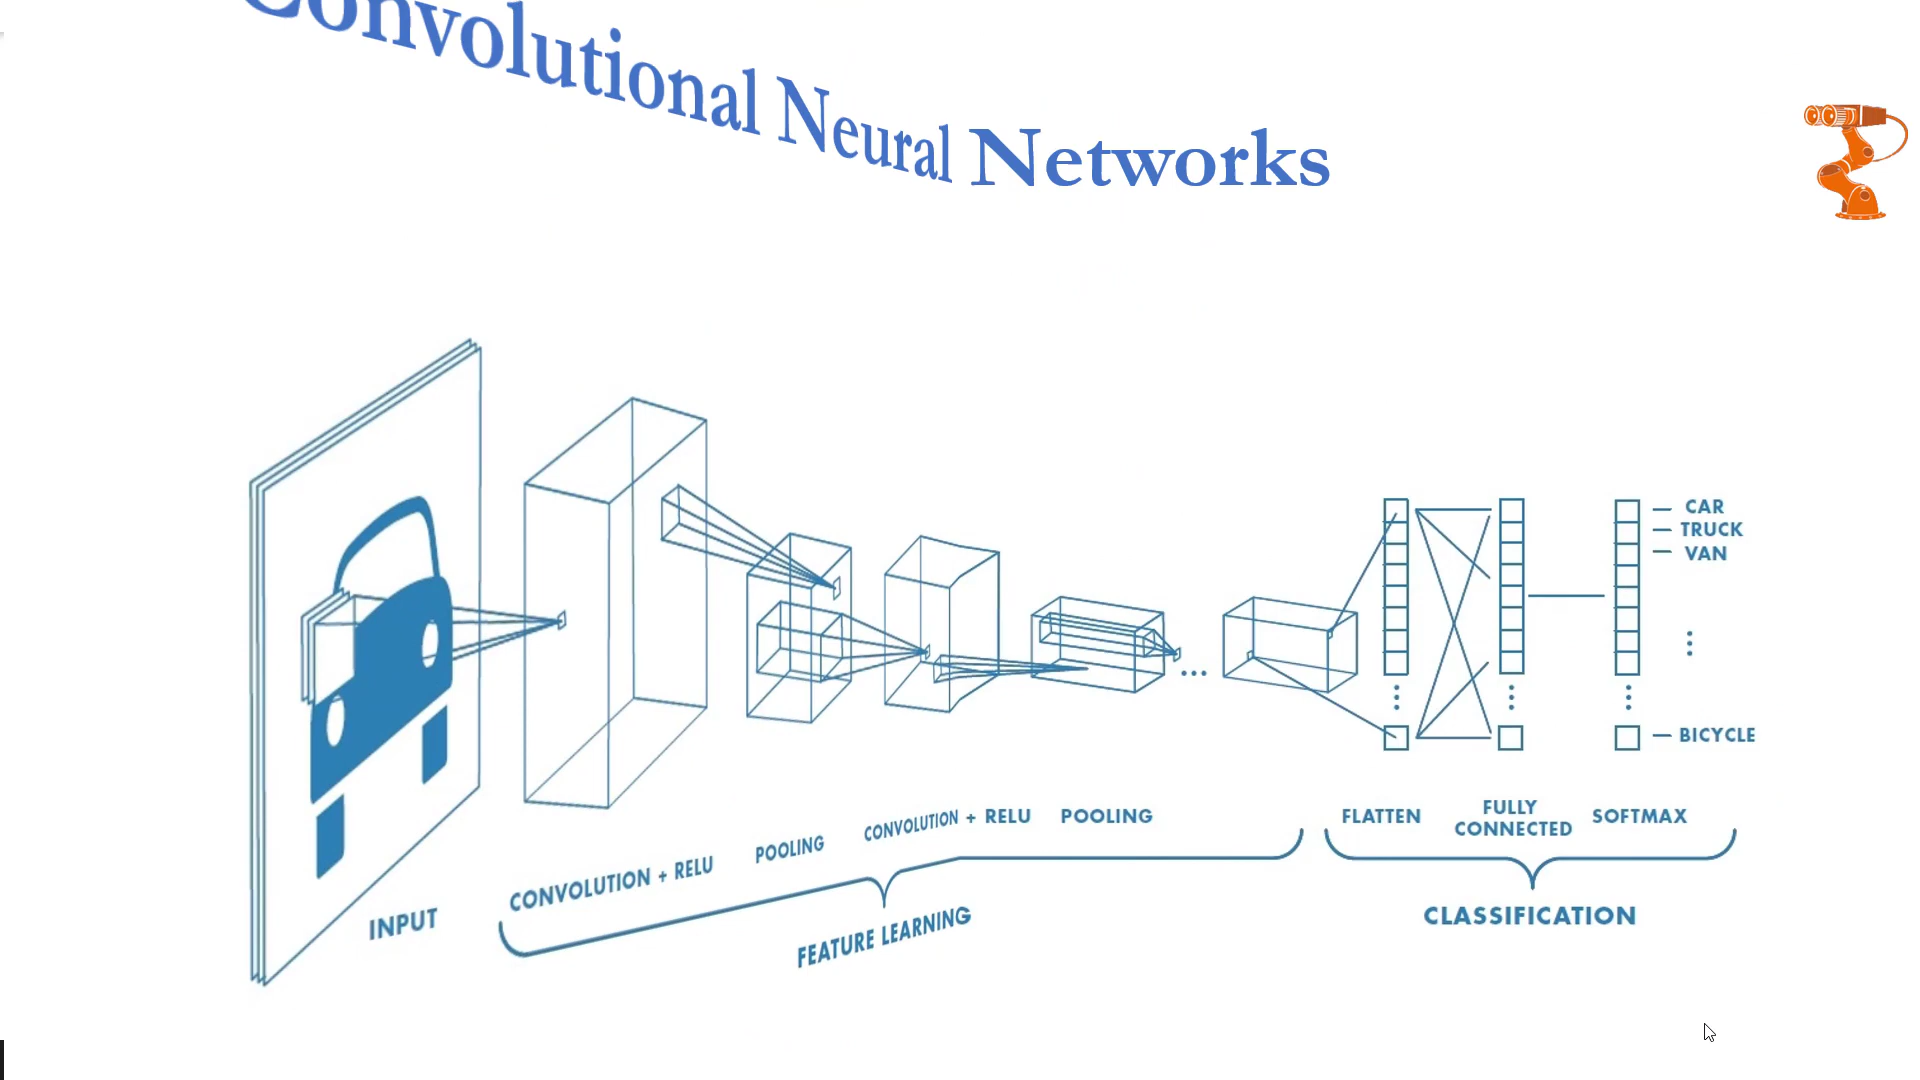 Convolutional Neural Networks
CAR
TRUCK
VAN
BICYCLE
FLATTEN
FULLY
CONNECTED
SOFTMAX
CONVOLUTION + RELU
POOLING
CONVOLUTION + RELU
POOLING
INPUT
FEATURE LEARNING
CLASSIFICATION